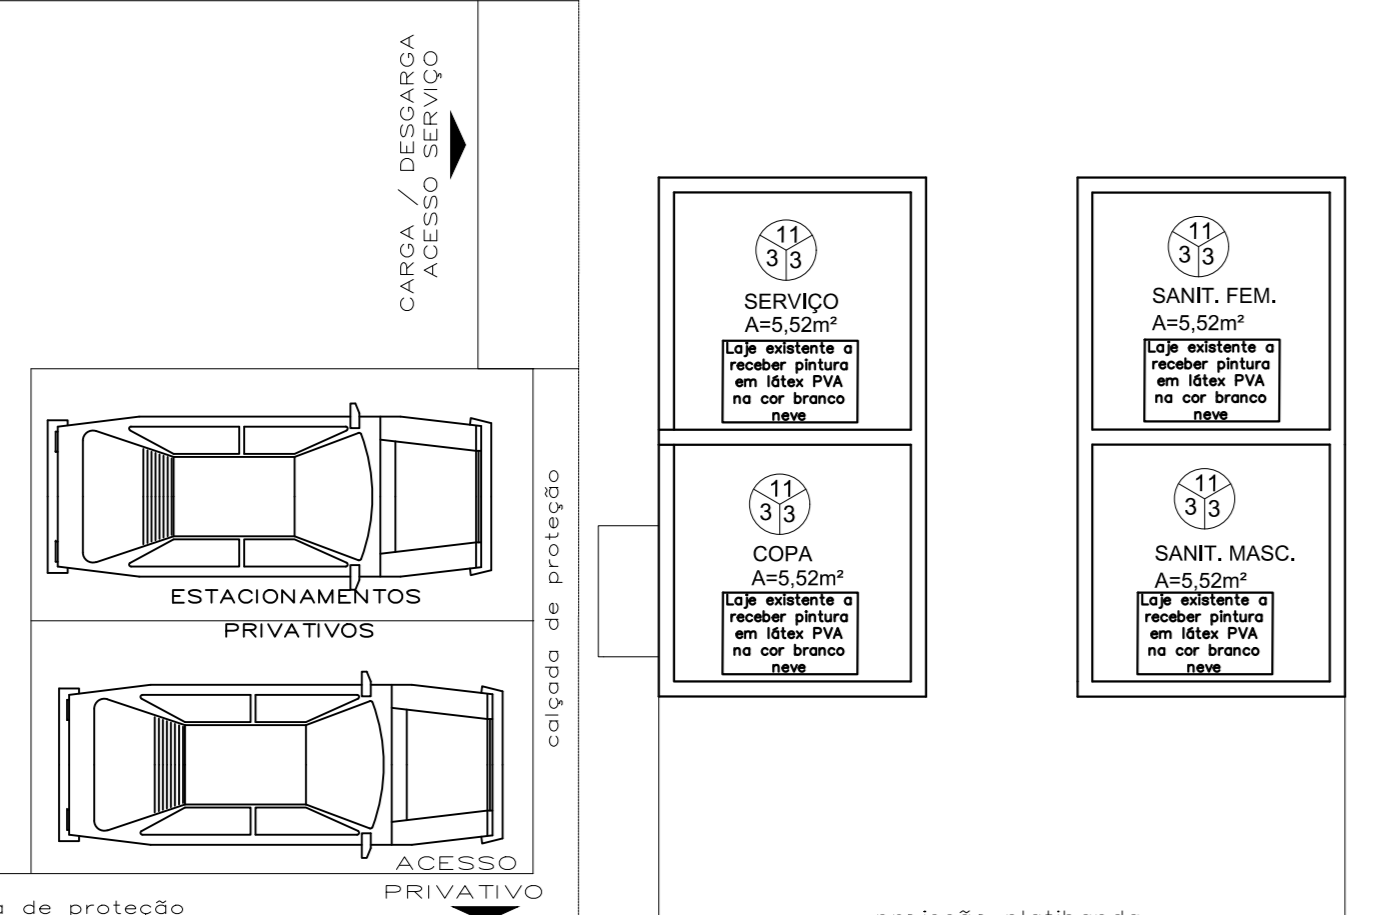 CARGA / DESGARGA
ACESSO SERVIÇO
11
3 3
SERVIÇO
A=5,52m²
Laje existente a
receber pintura
em látex PVA
na cor branco
neve
11
3 3
SANIT. FEM.
A=5,52m²
Laje existente a
receber pintura
em látex PVA
na cor branco
neve
11
3 3
COPA
A=5,52m²
Laje existente a
receber pintura
em látex PVA
na cor branco
neve
11
3 3
SANIT. MASC.
A=5,52m²
Laje existente a
receber pintura
em látex PVA
na cor branco
neve
calçada de proteção
ESTACIONAMENTOS
PRIVATIVOS
ACESSO
PRIVATIVO
a de proteção
projeção platibanda